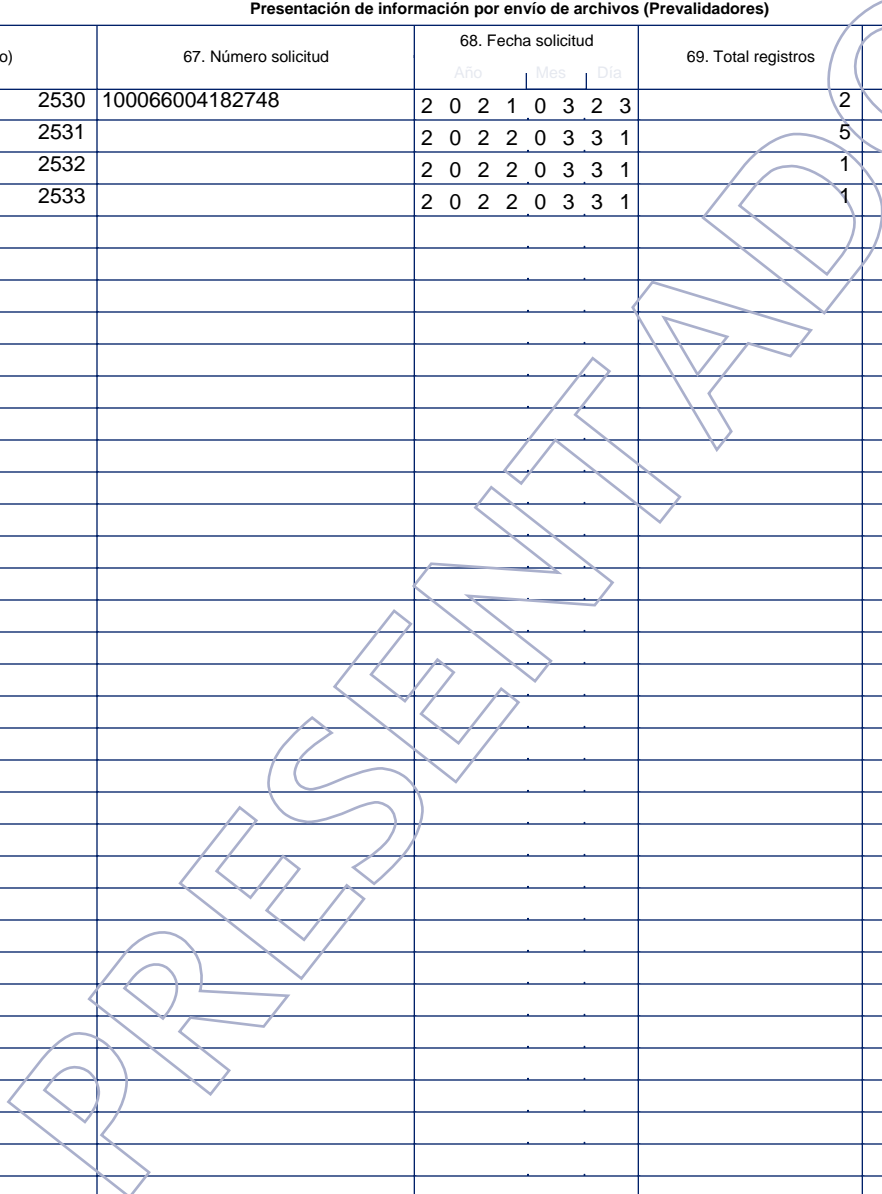 Presentación de información por envío de archivos (Prevalidadores)
o) 67. Número solicitud 68. Fecha solicitud 69. Total registros
Año Mes Día
2530 100066004182748 2 0 2 1 0 3 2 3 2
2531 2 0 2 2 0 3 3 1 5
2532 2 0 2 2 0 3 3 1 1
2533 2 0 2 2 0 3 3 1 1
PRESENTADO